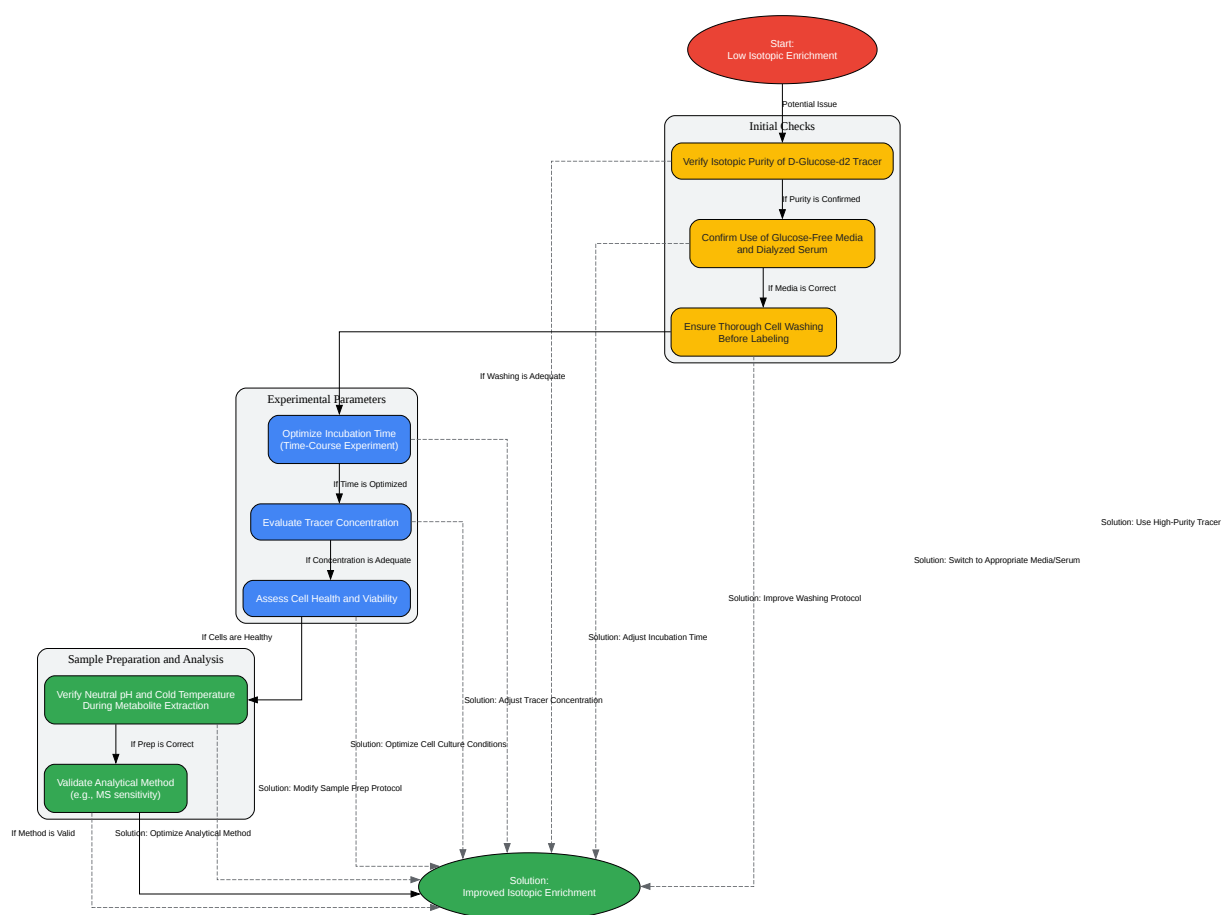 Start:
Low Isotopic Enrichment
Potential Issue
Initial Checks
Verify Isotopic Purity of D-Glucose-d2 Tracer
If Purity is Confirmed
Confirm Use of Glucose-Free Media
and Dialyzed Serum
If Media is Correct
Ensure Thorough Cell Washing
Before Labeling
If Washing is Adequate
Experimental Parameters
Optimize Incubation Time
(Time-Course Experiment)
If Time is Optimized
Evaluate Tracer Concentration
Solution: Use High-Purity Tracer
If Concentration is Adequate
Solution: Switch to Appropriate Media/Serum
Assess Cell Health and Viability
Solution: Improve Washing Protocol
If Cells are Healthy
Solution: Adjust Incubation Time
Sample Preparation and Analysis
Verify Neutral pH and Cold Temperature
During Metabolite Extraction
Solution: Adjust Tracer Concentration
If Prep is Correct
Solution: Optimize Cell Culture Conditions
Validate Analytical Method
(e.g., MS sensitivity)
Solution: Modify Sample Prep Protocol
If Method is Valid
Solution: Optimize Analytical Method
Solution:
Improved Isotopic Enrichment